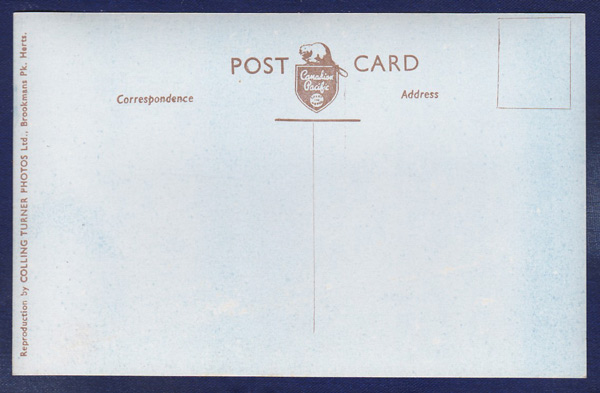 POST CARD
Canadian
Pacific
Correspondence
Address
Reproduction by COLLING TURNER PHOTOS Ltd., Brookmans Pk. Herts.